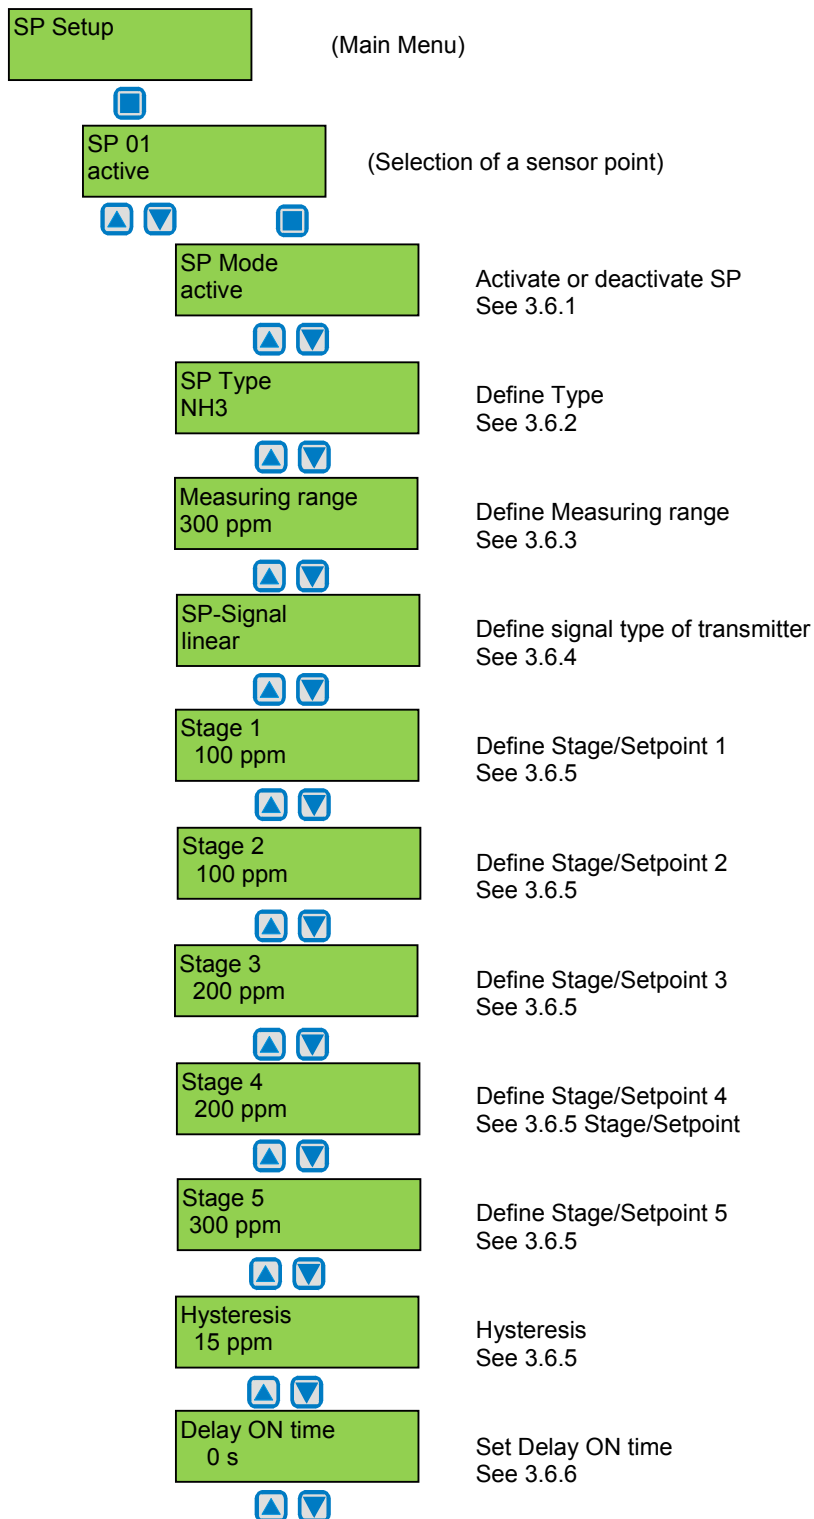 SP Setup
(Main Menu)
SP 01
active
(Selection of a sensor point)
SP Mode
active
Activate or deactivate SP
See 3.6.1
SP Type
NH3
Define Type
See 3.6.2
Measuring range
300 ppm
Define Measuring range
See 3.6.3
SP-Signal
linear
Define signal type of transmitter
See 3.6.4
Stage 1
100 ppm
Define Stage/Setpoint 1
See 3.6.5
Stage 2
100 ppm
Define Stage/Setpoint 2
See 3.6.5
Stage 3
200 ppm
Define Stage/Setpoint 3
See 3.6.5
Stage 4
200 ppm
Define Stage/Setpoint 4
See 3.6.5 Stage/Setpoint
Stage 5
300 ppm
Define Stage/Setpoint 5
See 3.6.5
Hysteresis
15 ppm
Hysteresis
See 3.6.5
Delay ON time
0 s
Set Delay ON time
See 3.6.6